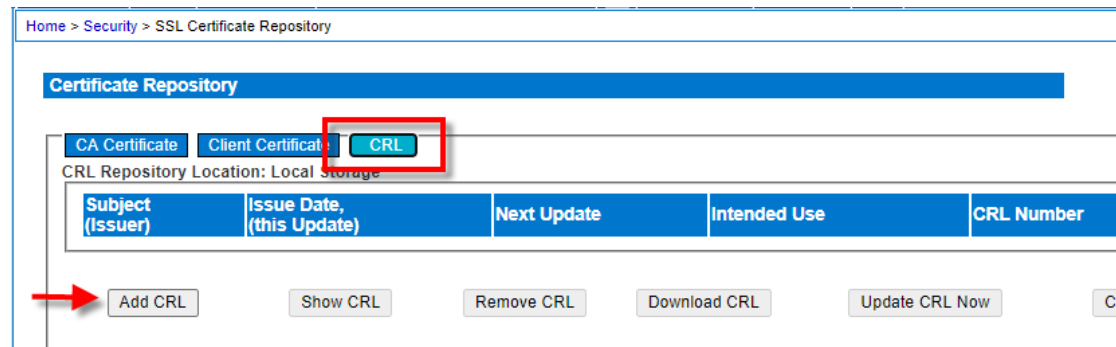 Home > Security > SSL Certificate Repository
Certificate Repository
CA Certificate Client Certificate CRL
CRL Repository Location: Local Storage
Subject (Issuer) Issue Date, (this Update) Next Update Intended Use CRL Number
Add CRL Show CRL Remove CRL Download CRL Update CRL Now C